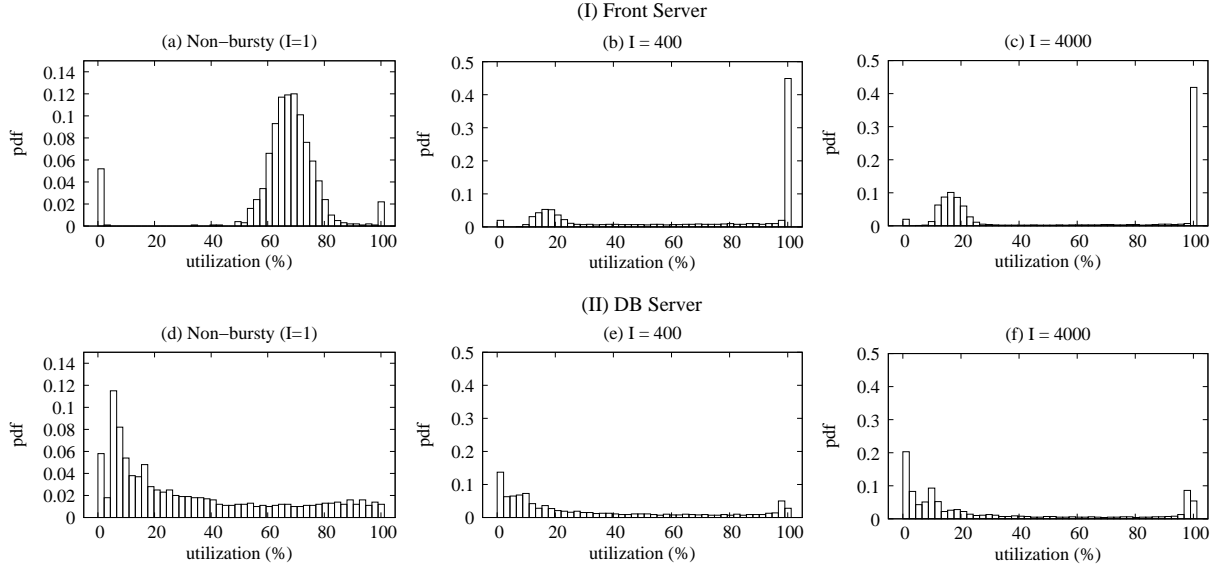 (I) Front Server
(a) Non−bursty (I=1)
(b) I = 400
(c) I = 4000
pdf
0.14
0.12
0.1
0.08
0.06
0.04
0.02
0
0 20 40 60 80 100
utilization (%)
pdf
0.5
0.4
0.3
0.2
0.1
0
0 20 40 60 80 100
utilization (%)
pdf
0.5
0.4
0.3
0.2
0.1
0
0 20 40 60 80 100
utilization (%)
(II) DB Server
(d) Non−bursty (I=1)
(e) I = 400
(f) I = 4000
pdf
0.14
0.12
0.1
0.08
0.06
0.04
0.02
0
0 20 40 60 80 100
utilization (%)
pdf
0.5
0.4
0.3
0.2
0.1
0
0 20 40 60 80 100
utilization (%)
pdf
0.5
0.4
0.3
0.2
0.1
0
0 20 40 60 80 100
utilization (%)